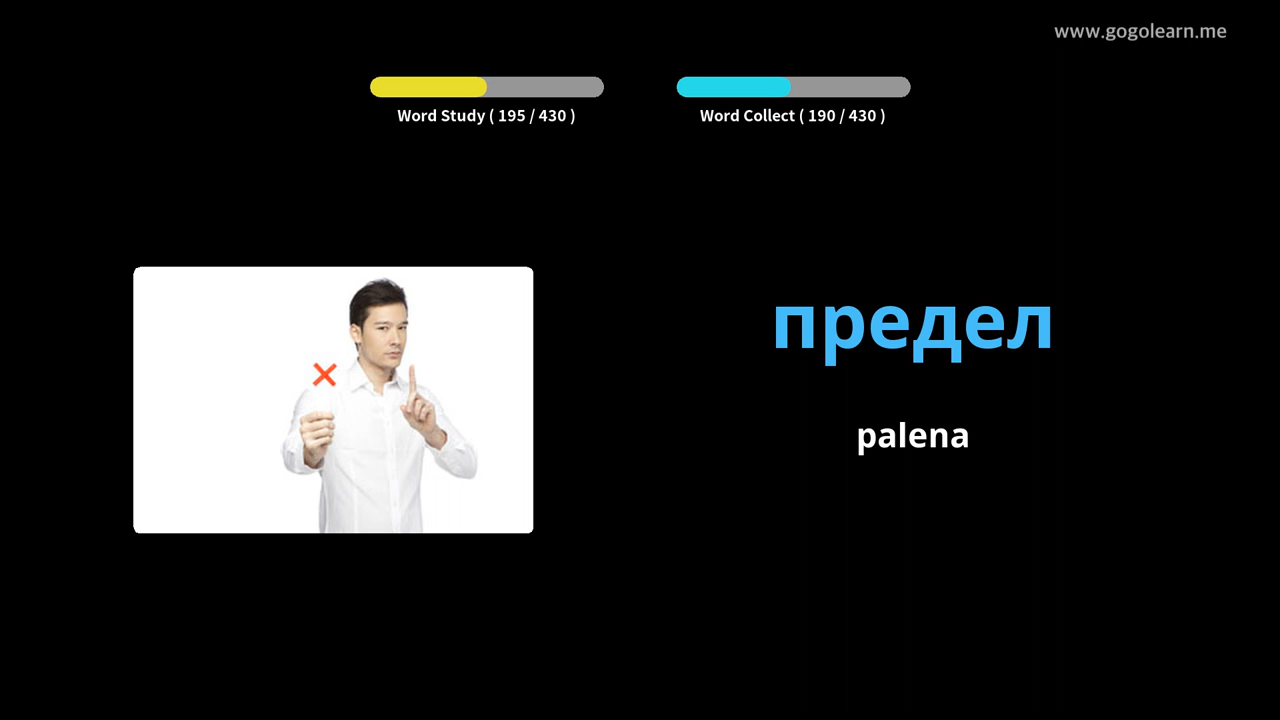 www.gogolearn.me
Word Study ( 195 / 430 )
Word Collect ( 190 / 430 )
предел
palena